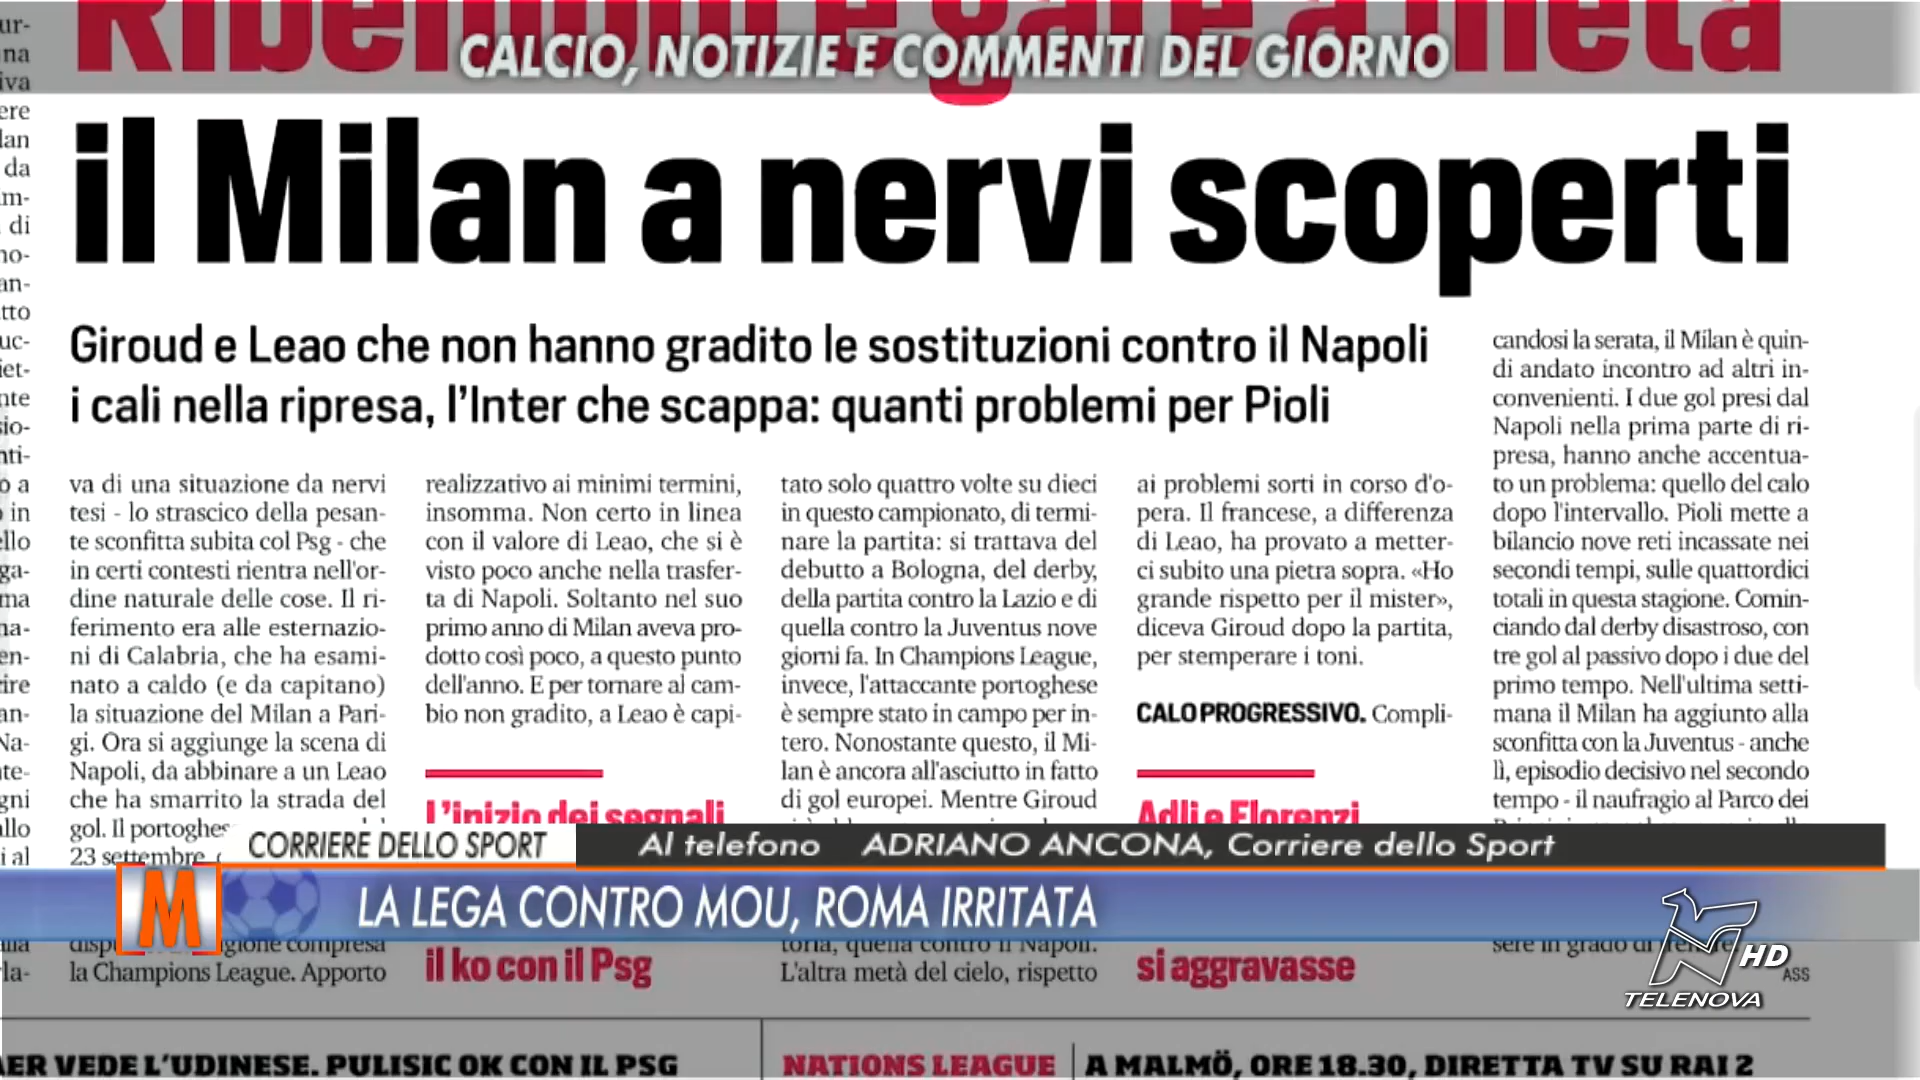 CALCIO, NOTIZIE E COMMENTI DEL GIORNO
il Milan a nervi scoperti
Giroud e Leao che non hanno gradito le sostituzioni contro il Napoli
i cali nella ripresa, l'Inter che scappa: quanti problemi per Pioli
va di una situazione da nervi
tesi - lo strascico della pesan-
te sconfitta subita col Psg - che
in certi contesti rientra nell'or-
dine naturale delle cose. Il ri-
ferimento era alle esternazio-
ni di Calabria, che ha esami-
nato a caldo (e da capitano)
la situazione del Milan a Pari-
gi. Ora si aggiunge la scena di
Napoli, da abbinare a un Leao
che ha smarrito la strada del
gol. Il portoghes
23 settembre
la Champions League. Apporto
realizzativo ai minimi termini,
insomma. Non certo in linea
con il valore di Leao, che si è
visto poco anche nella trasfer-
ta di Napoli. Soltanto nel suo
primo anno di Milan aveva pro-
dotto così poco, a questo punto
dell'anno. E per tornare al cam-
bio non gradito, a Leao è capi-
L'inizio dei segnali
il ko con il Psg
tato solo quattro volte su dieci
in questo campionato, di termi-
nare la partita: si trattava del
debutto a Bologna, del derby,
della partita contro la Lazio e di
quella contro la Juventus nove
giorni fa. In Champions League,
invece, l'attaccante portoghese
è sempre stato in campo per in-
tero. Nonostante questo, il Mi-
lan è ancora all'asciutto in fatto
di gol europei. Mentre Giroud
toria, quella contro il Napoli.
L'altra metà del cielo, rispetto
ai problemi sorti in corso d'o-
pera. Il francese, a differenza
di Leao, ha provato a metter-
ci subito una pietra sopra. «Ho
grande rispetto per il mister»,
diceva Giroud dopo la partita,
per stemperare i toni.
CALO PROGRESSIVO. Compli-
Adli e Florenzi
si aggravasse
candosi la serata, il Milan è quin-
di andato incontro ad altri in-
convenienti. I due gol presi dal
Napoli nella prima parte di ri-
presa, hanno anche accentua-
to un problema: quello del calo
dopo l'intervallo. Pioli mette a
bilancio nove reti incassate nei
secondi tempi, sulle quattordici
totali in questa stagione. Comin-
ciando dal derby disastroso, con
tre gol al passivo dopo i due del
primo tempo. Nell'ultima setti-
mana il Milan ha aggiunto alla
sconfitta con la Juventus - anche
lì, episodio decisivo nel secondo
tempo - il naufragio al Parco dei
sere in grado di
ASS
CORRIERE DELLO SPORT
Al telefono ADRIANO ANCONA, Corriere dello Sport
M
LA LEGA CONTRO MOU, ROMA IRRITATA
HD
TELENOVA
AER VEDE L'UDINESE. PULISIC OK CON IL PSG
NATIONS LEAGUE A MALMÖ, ORE 18.30, DIRETTA TV SU RAI 2